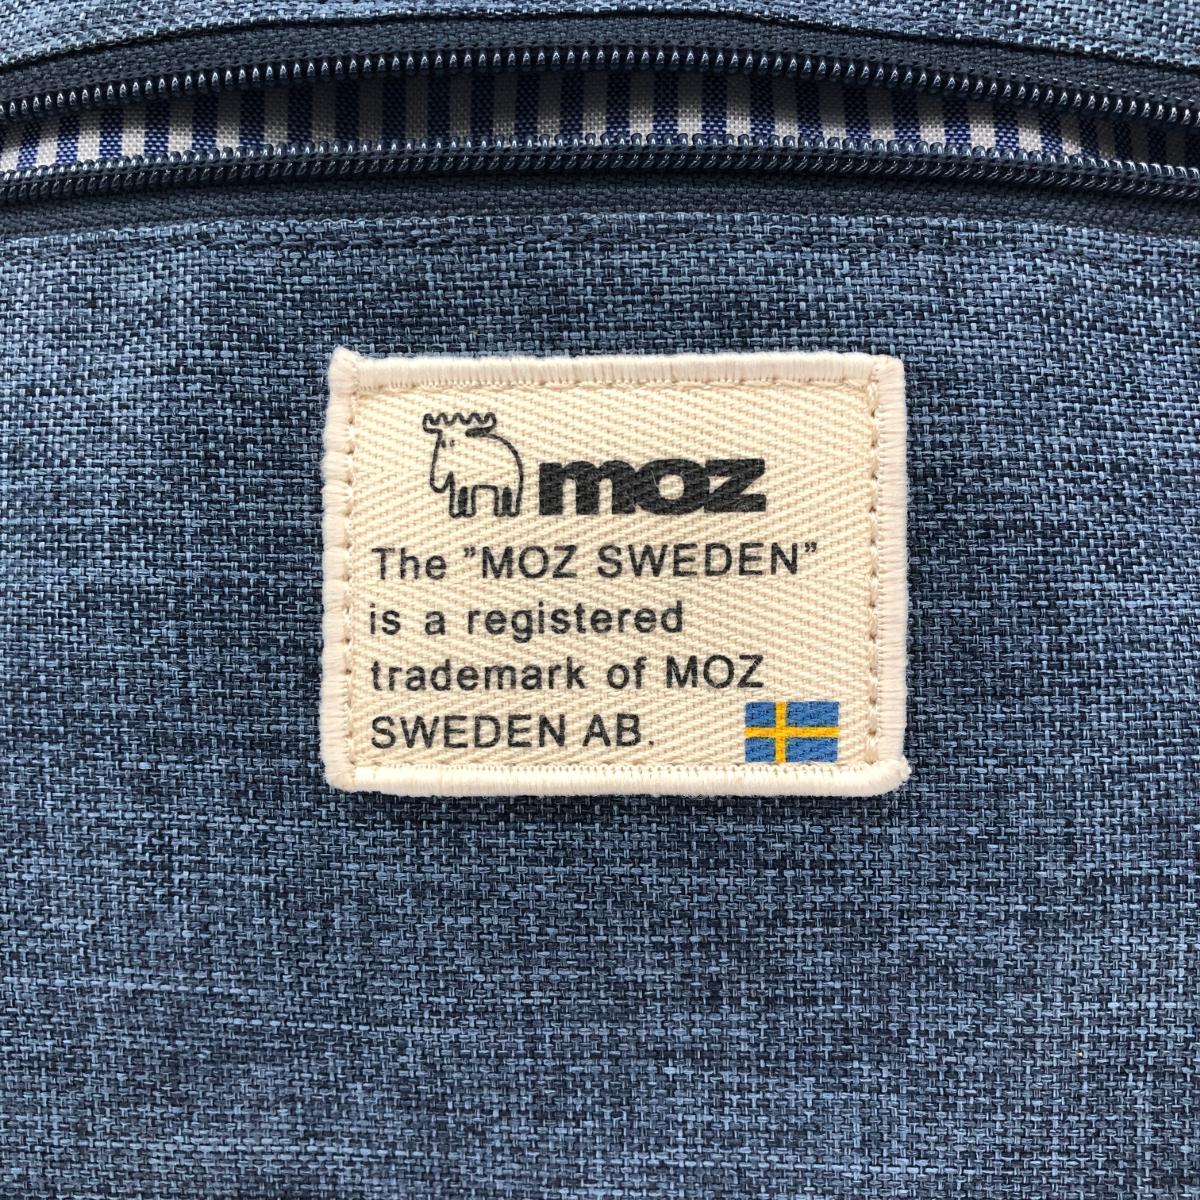 moz
The ”MOZ SWEDEN”
is a registered
trademark of MOZ
SWEDEN AB.